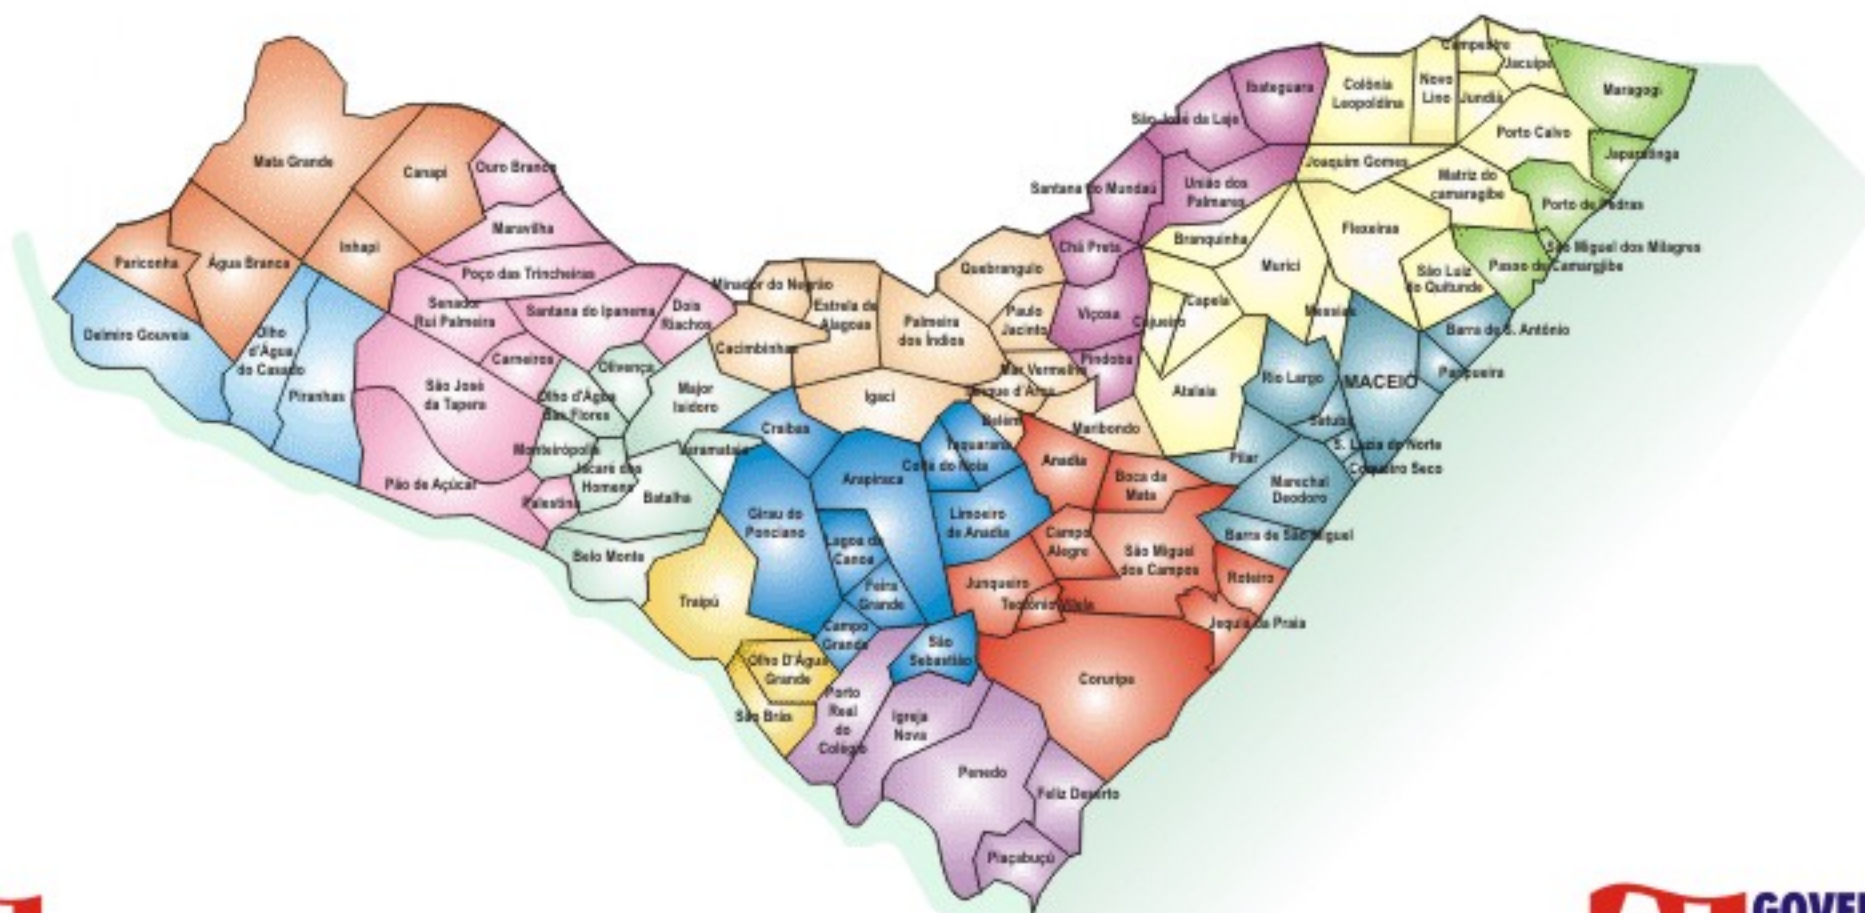 Campestre
Jacuípe
Ibateguara
Colônia
Leopoldina
Novo
Lino
Jundiá
Maragogi
São José da Laje
Porto Calvo
Mata Grande
Canapi
Ouro Branco
Joaquim Gomes
Japaratinga
Santana do Mundaú
União dos
Palmares
Matriz do
camaragibe
Porto de Pedras
Maravilha
Branquinha
Flexeiras
Chã Preta
São Miguel dos Milagres
Pariconha
Água Branca
Inhapi
Poço das Trincheiras
Quebrangulo
Murici
São Luiz
do Quitunde
Passo de Camargibe
Minador do Negrão
Delmiro Gouveia
Olho
d'Água
do Casado
Senador
Rui Palmeira
Santana do Ipanema
Dois
Riachos
Estrela de
Alagoas
Palmeira
dos Índios
Paulo
Jacinto
Viçosa
Cajueiro
Capela
Messias
Barra de S. Antônio
Cacimbinhas
Carneiros
Olivença
Pindoba
Mar Vermelho
Piranhas
São José
da Tapera
Olho d'Água
das Flores
Major
Isidoro
Igaci
Tanque d'Arca
Atalaia
Rio Largo
MACEIÓ
Paripueira
Craíbas
Belém
Maribondo
Satuba
Monteirópolis
Jaramataia
Taquarana
S. Luzia do Norte
Pão de Açúcar
Jacaré dos
Homens
Coité do Nóia
Anadia
Pilar
Coqueiro Seco
Palestina
Batalha
Arapiraca
Boca da
Mata
Marechal
Deodoro
Girau do
Ponciano
Limoeiro
de Anadia
Belo Monte
Lagoa da
Canoa
Campo
Alegre
São Miguel
dos Campos
Barra de São Miguel
Traipú
Feira
Grande
Junqueiro
Teotônio Vilela
Roteiro
Campo
Grande
Jequiá da Praia
Olho D'Água
Grande
São
Sebastião
Coruripe
São Brás
Porto
Real
do
Colégio
Igreja
Nova
Penedo
Feliz Deserto
Piaçabuçú